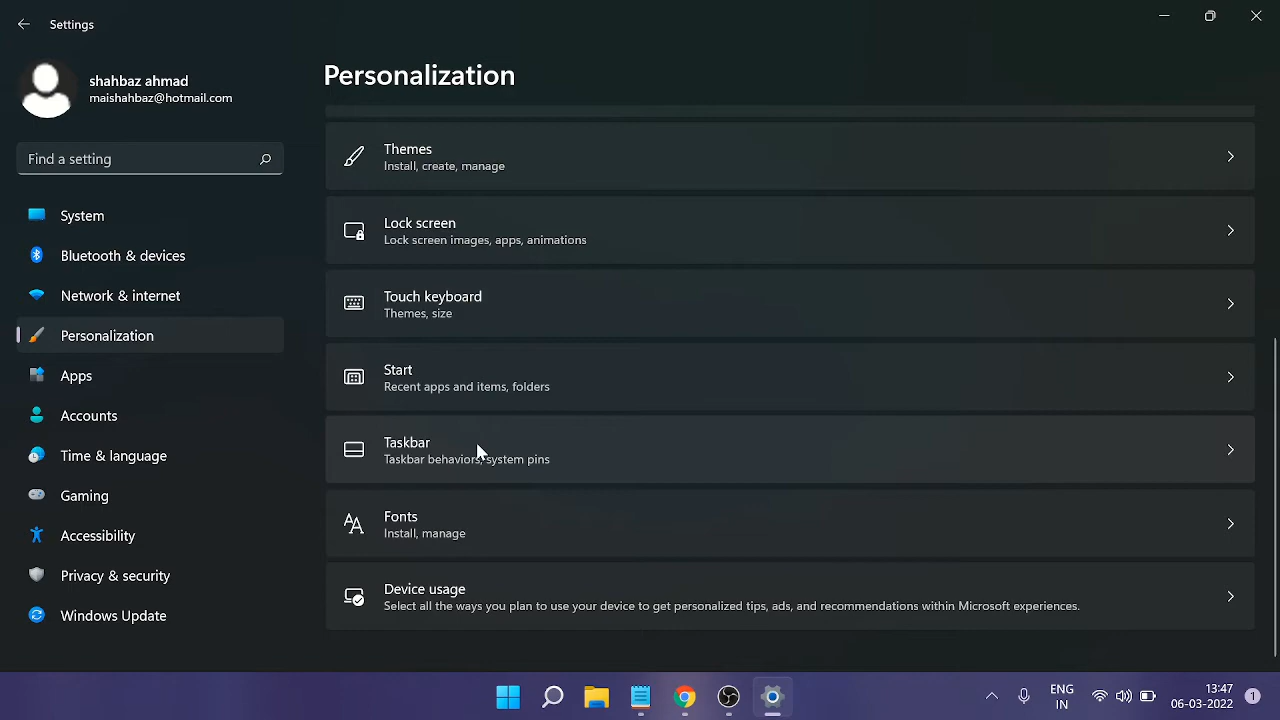 Settings
shahbaz ahmad
maishahbaz@hotmail.com
Find a setting
System
Bluetooth & devices
Network & internet
Personalization
Apps
Accounts
Time & language
Gaming
Accessibility
Privacy & security
Windows Update
Personalization
Themes
Install, create, manage
Lock screen
Lock screen images, apps, animations
Touch keyboard
Themes, size
Start
Recent apps and items, folders
Taskbar
Taskbar behaviors, system pins
Fonts
Install, manage
Device usage
Select all the ways you plan to use your device to get personalized tips, ads, and recommendations within Microsoft experiences.
ENG
IN
13:47
06-03-2022
1